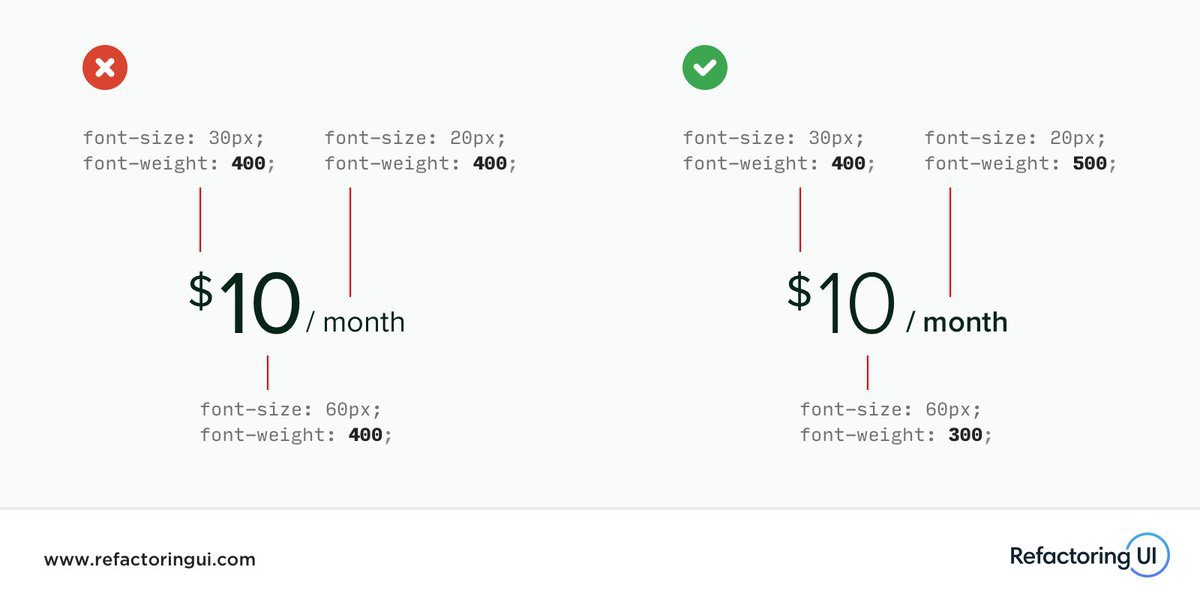 font-size: 30px;
font-weight: 400;
font-size: 20px;
font-weight: 400;
$10 / month
font-size: 60px;
font-weight: 400;
font-size: 30px;
font-weight: 400;
font-size: 20px;
font-weight: 500;
$10 / month
font-size: 60px;
font-weight: 300;
www.refactoringui.com
Refactoring UI